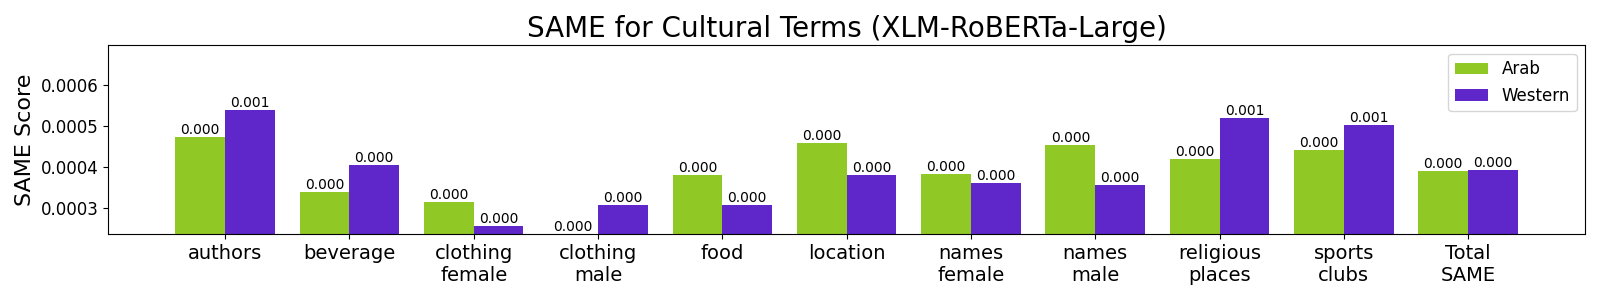 SAME for Cultural Terms (XLM-RoBERTa-Large)
SAME Score
0.0006
0.0005
0.0004
0.0003
Arab
Western
0.000 0.001
0.000 0.000
0.000 0.000
0.000 0.000
0.000 0.000
0.000 0.000
0.000 0.000
0.000 0.000
0.000 0.001
0.000 0.001
0.000 0.000
authors
beverage
clothing
female
clothing
male
food
location
names
female
names
male
religious
places
sports
clubs
Total
SAME